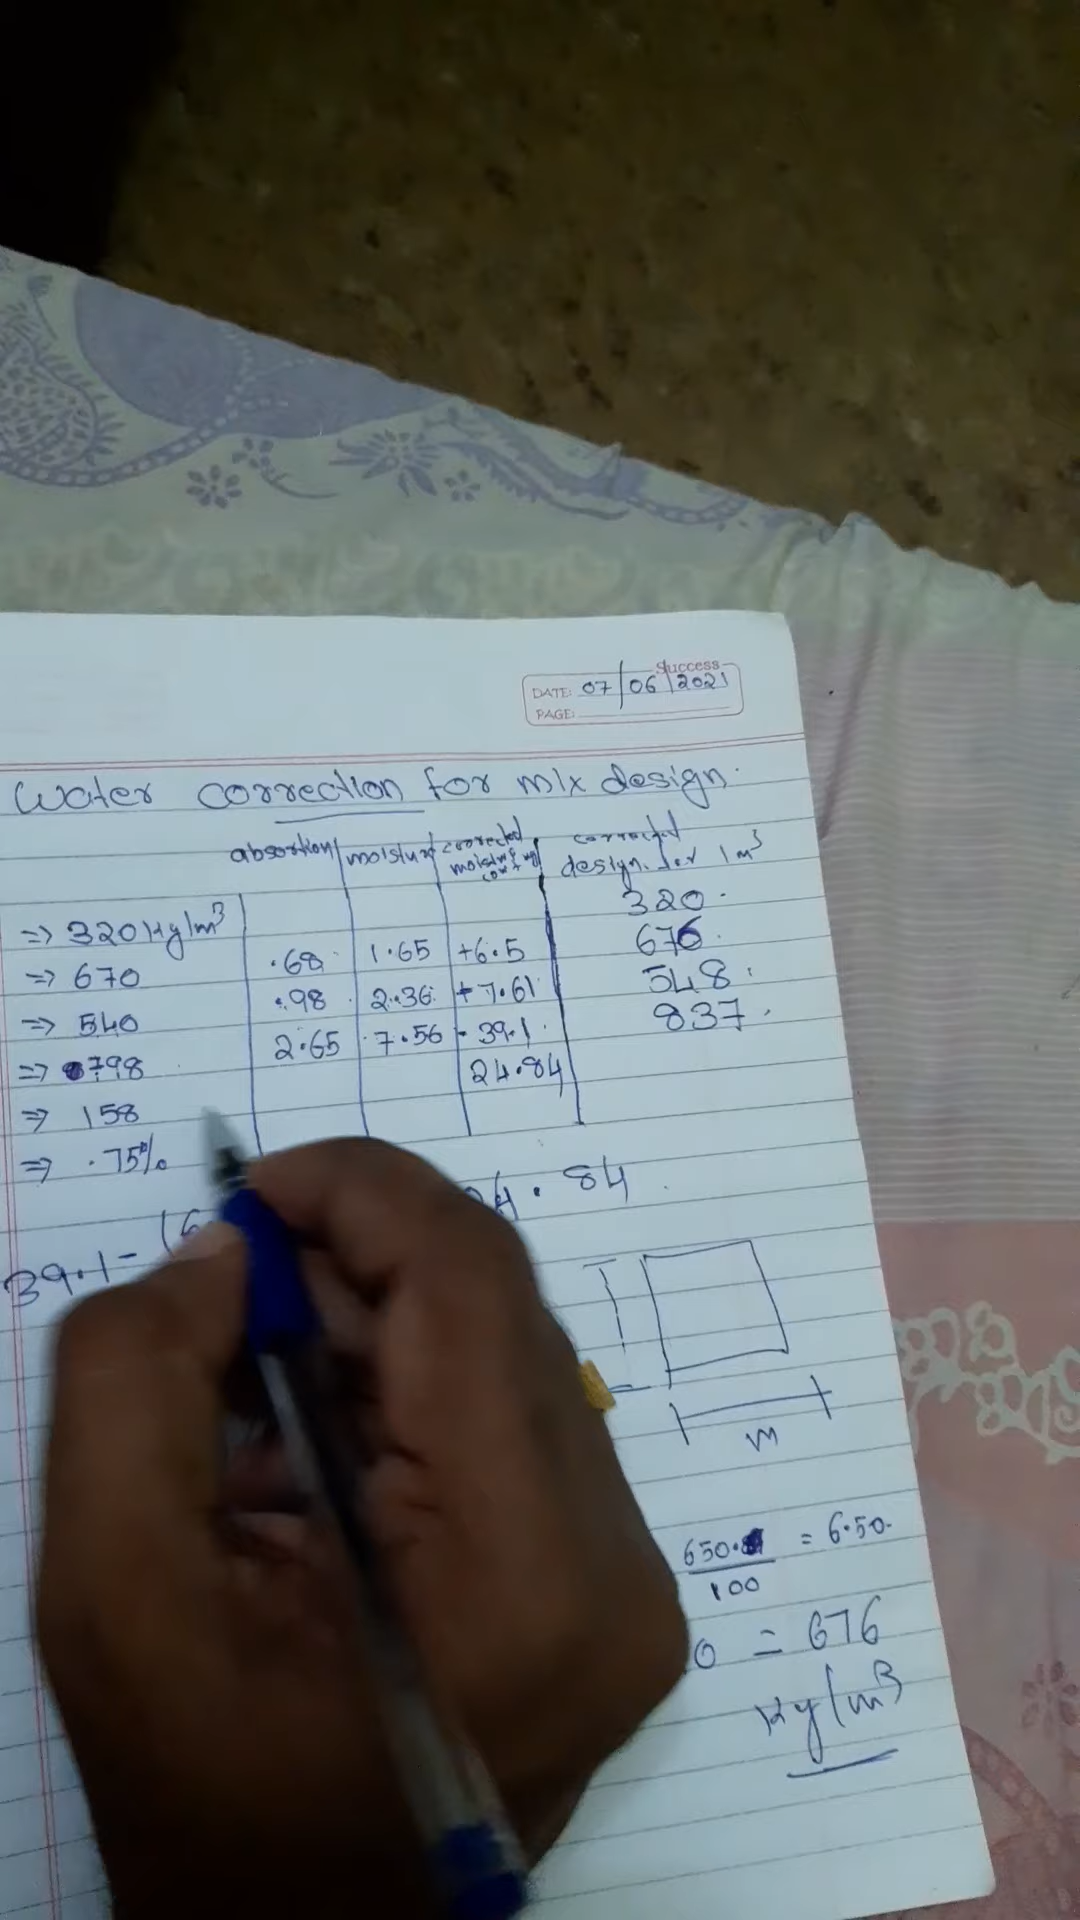 Success
DATE: 07/06/2021
PAGE:
Water correction for mix design.
absortion moisture corrected corrected
design for 1m³
⇒ 320 kg/m³ 320.
⇒ 670 .68 1.65 +6.5 676.
⇒ 540 .98 2.36 +7.61 548.
⇒ 798 2.65 7.56 - 39.1 837.
⇒ 158 24.84
⇒ .75%
39.1 - (6 24.84
m
650. = 6.50.
100
0 = 676
kg/m³